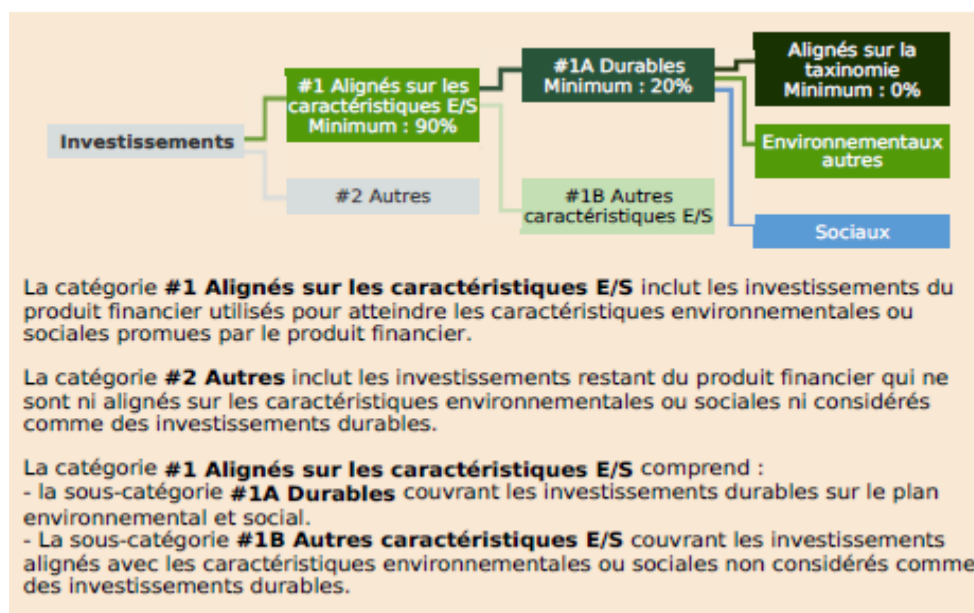 Investissements
#1 Alignés sur les
caractéristiques E/S
Minimum : 90%
#2 Autres
#1A Durables
Minimum : 20%
#1B Autres
caractéristiques E/S
Alignés sur la
taxinomie
Minimum : 0%
Environnementaux
autres
Sociaux
La catégorie #1 Alignés sur les caractéristiques E/S inclut les investissements du
produit financier utilisés pour atteindre les caractéristiques environnementales ou
sociales promues par le produit financier.
La catégorie #2 Autres inclut les investissements restant du produit financier qui ne
sont ni alignés sur les caractéristiques environnementales ou sociales ni considérés
comme des investissements durables.
La catégorie #1 Alignés sur les caractéristiques E/S comprend :
- la sous-catégorie #1A Durables couvrant les investissements durables sur le plan
environnemental et social.
- La sous-catégorie #1B Autres caractéristiques E/S couvrant les investissements
alignés avec les caractéristiques environnementales ou sociales non considérés comme
des investissements durables.